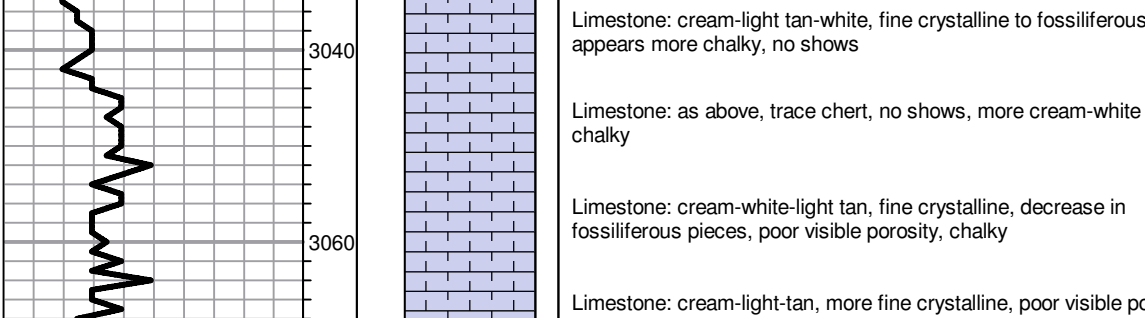 Limestone: cream-light tan-white, fine crystalline to fossiliferous
appears more chalky, no shows
3040
Limestone: as above, trace chert, no shows, more cream-white
chalky
Limestone: cream-white-light tan, fine crystalline, decrease in
fossiliferous pieces, poor visible porosity, chalky
3060
Limestone: cream-light-tan, more fine crystalline, poor visible